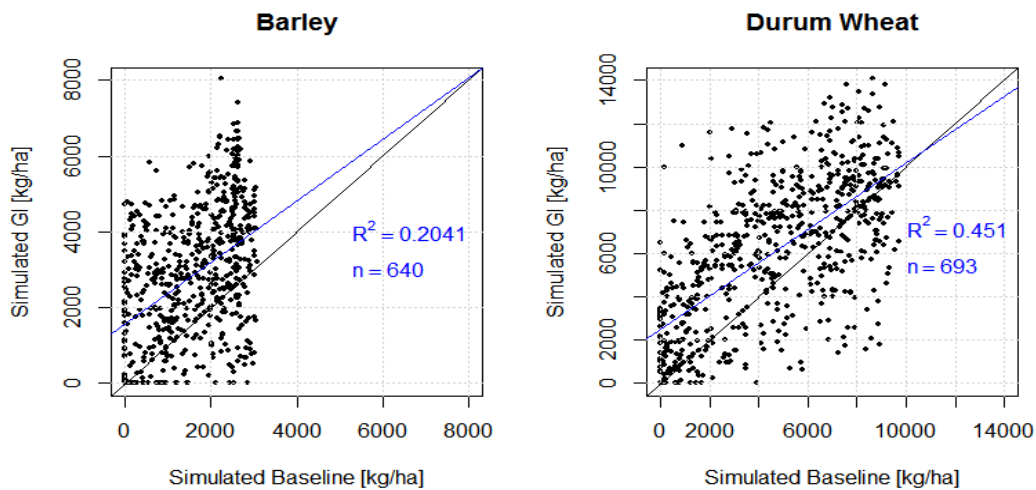 Barley
Simulated GI [kg/ha]
8000
6000
4000
2000
0
R² = 0.2041
n = 640
0 2000 4000 6000 8000
Simulated Baseline [kg/ha]
Durum Wheat
Simulated GI [kg/ha]
14000
10000
6000
2000
0
R² = 0.451
n = 693
0 2000 6000 10000 14000
Simulated Baseline [kg/ha]